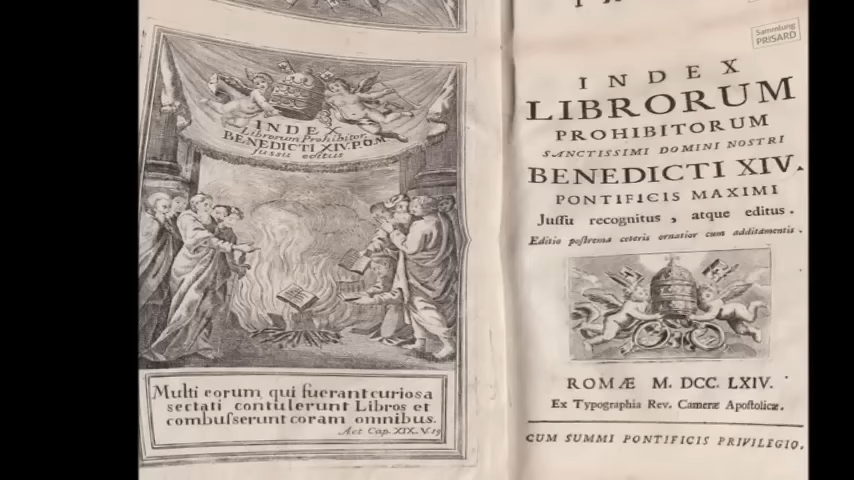 INDEX
Librorum Prohibitor.
BENEDICTI XIV. P.O.M
Jussu editus
Multi eorum, qui fuerant curiosa
sectati contulerunt Libros et
combuſserunt coram omnibus.
Act Cap. XIX. V.19
Sammlung
PRISARD
INDEX
LIBRORUM
PROHIBITORUM
SANCTISSIMI DOMINI NOSTRI
BENEDICTI XIV.
PONTIFICIS MAXIMI
Juſſu recognitus, atque editus.
Editio poſtrema ceteris ornatior cum additamentis.
ROMÆ M. DCC. LXIV.
Ex Typographia Rev. Cameræ Apoſtolicæ.
CUM SUMMI PONTIFICIS PRIVILEGIO.